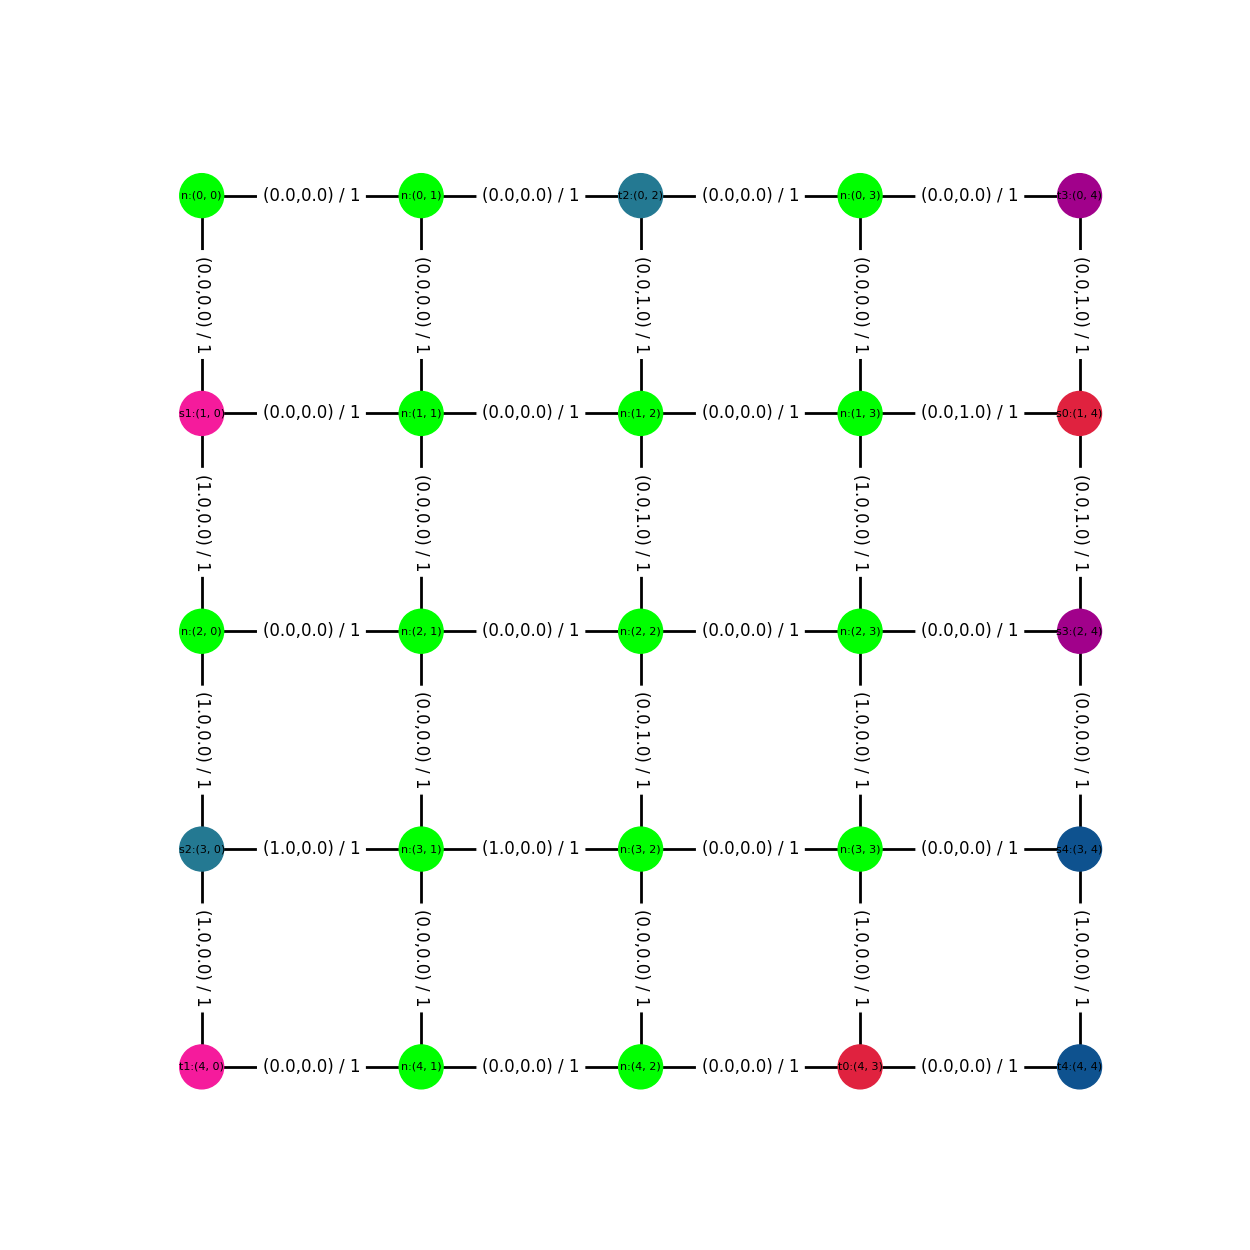 n:(0, 0) (0.0,0.0) / 1 n:(0, 1) (0.0,0.0) / 1 t2:(0, 2) (0.0,0.0) / 1 n:(0, 3) (0.0,0.0) / 1 t3:(0, 4)
(0.0,0.0) / 1 (0.0,0.0) / 1 (0.0,1.0) / 1 (0.0,0.0) / 1 (0.0,1.0) / 1
s1:(1, 0) (0.0,0.0) / 1 n:(1, 1) (0.0,0.0) / 1 n:(1, 2) (0.0,0.0) / 1 n:(1, 3) (0.0,1.0) / 1 s0:(1, 4)
(1.0,0.0) / 1 (0.0,0.0) / 1 (0.0,1.0) / 1 (1.0,0.0) / 1 (0.0,1.0) / 1
n:(2, 0) (0.0,0.0) / 1 n:(2, 1) (0.0,0.0) / 1 n:(2, 2) (0.0,0.0) / 1 n:(2, 3) (0.0,0.0) / 1 s3:(2, 4)
(1.0,0.0) / 1 (0.0,0.0) / 1 (0.0,1.0) / 1 (1.0,0.0) / 1 (0.0,0.0) / 1
s2:(3, 0) (1.0,0.0) / 1 n:(3, 1) (1.0,0.0) / 1 n:(3, 2) (0.0,0.0) / 1 n:(3, 3) (0.0,0.0) / 1 s4:(3, 4)
(1.0,0.0) / 1 (0.0,0.0) / 1 (0.0,0.0) / 1 (1.0,0.0) / 1 (1.0,0.0) / 1
t1:(4, 0) (0.0,0.0) / 1 n:(4, 1) (0.0,0.0) / 1 n:(4, 2) (0.0,0.0) / 1 t0:(4, 3) (0.0,0.0) / 1 t4:(4, 4)